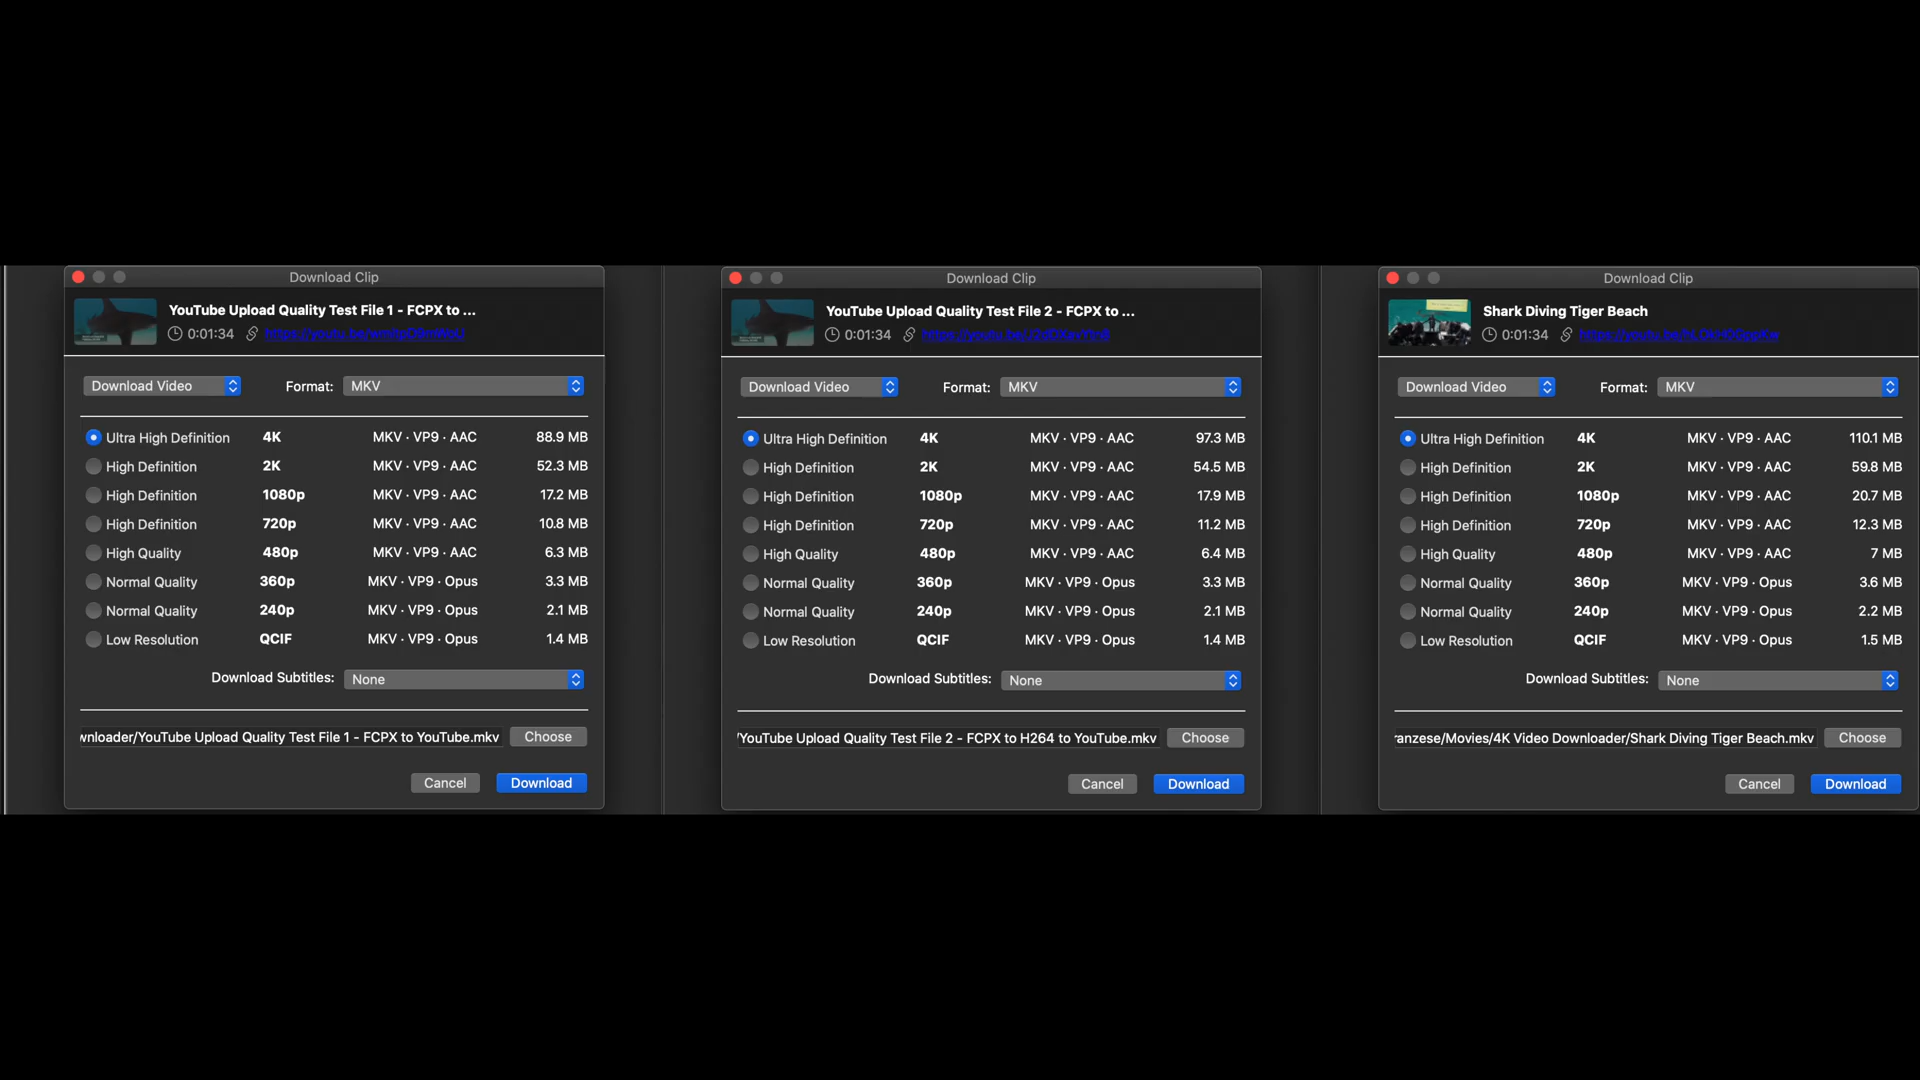 Download Clip
YouTube Upload Quality Test File 1 - FCPX to ...
0:01:34
Download Video Format: MKV
Ultra High Definition 4K MKV · VP9 · AAC 88.9 MB
High Definition 2K MKV · VP9 · AAC 52.3 MB
High Definition 1080p MKV · VP9 · AAC 17.2 MB
High Definition 720p MKV · VP9 · AAC 10.8 MB
High Quality 480p MKV · VP9 · AAC 6.3 MB
Normal Quality 360p MKV · VP9 · Opus 3.3 MB
Normal Quality 240p MKV · VP9 · Opus 2.1 MB
Low Resolution QCIF MKV · VP9 · Opus 1.4 MB
Download Subtitles: None
wnloader/YouTube Upload Quality Test File 1 - FCPX to YouTube.mkv Choose
Cancel Download
Download Clip
YouTube Upload Quality Test File 2 - FCPX to ...
0:01:34
Download Video Format: MKV
Ultra High Definition 4K MKV · VP9 · AAC 97.3 MB
High Definition 2K MKV · VP9 · AAC 54.5 MB
High Definition 1080p MKV · VP9 · AAC 17.9 MB
High Definition 720p MKV · VP9 · AAC 11.2 MB
High Quality 480p MKV · VP9 · AAC 6.4 MB
Normal Quality 360p MKV · VP9 · Opus 3.3 MB
Normal Quality 240p MKV · VP9 · Opus 2.1 MB
Low Resolution QCIF MKV · VP9 · Opus 1.4 MB
Download Subtitles: None
/YouTube Upload Quality Test File 2 - FCPX to H264 to YouTube.mkv Choose
Cancel Download
Download Clip
Shark Diving Tiger Beach
0:01:34
Download Video Format: MKV
Ultra High Definition 4K MKV · VP9 · AAC 110.1 MB
High Definition 2K MKV · VP9 · AAC 59.8 MB
High Definition 1080p MKV · VP9 · AAC 20.7 MB
High Definition 720p MKV · VP9 · AAC 12.3 MB
High Quality 480p MKV · VP9 · AAC 7 MB
Normal Quality 360p MKV · VP9 · Opus 3.6 MB
Normal Quality 240p MKV · VP9 · Opus 2.2 MB
Low Resolution QCIF MKV · VP9 · Opus 1.5 MB
Download Subtitles: None
ranzese/Movies/4K Video Downloader/Shark Diving Tiger Beach.mkv Choose
Cancel Download